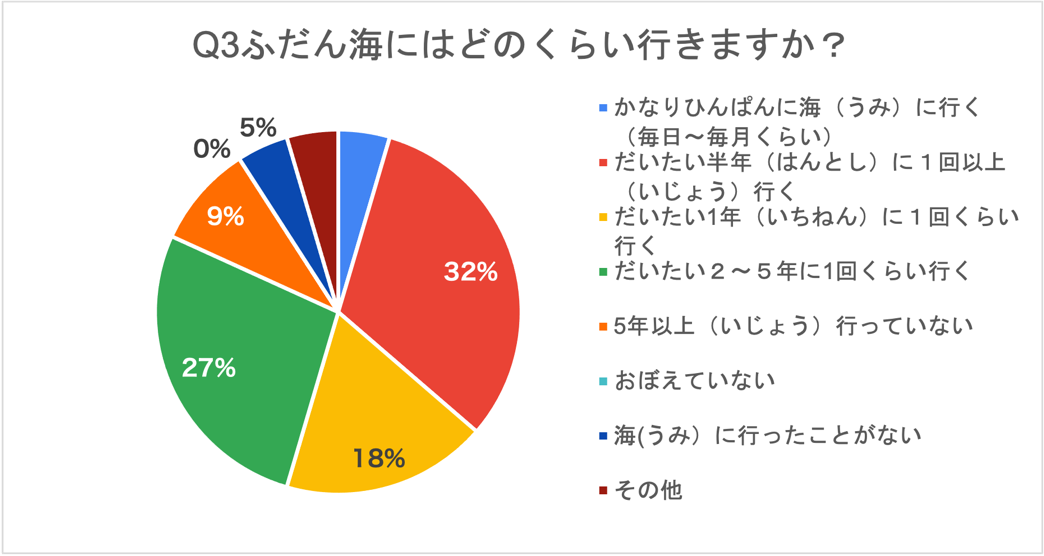 Q3ふだん海にはどのくらい行きますか？
5%
0%
9%
32%
27%
18%
かなりひんぱんに海（うみ）に行く
（毎日〜毎月くらい）
だいたい半年（はんとし）に１回以上
（いじょう）行く
だいたい1年（いちねん）に１回くらい
行く
だいたい２〜５年に1回くらい行く
5年以上（いじょう）行っていない
おぼえていない
海(うみ）に行ったことがない
その他